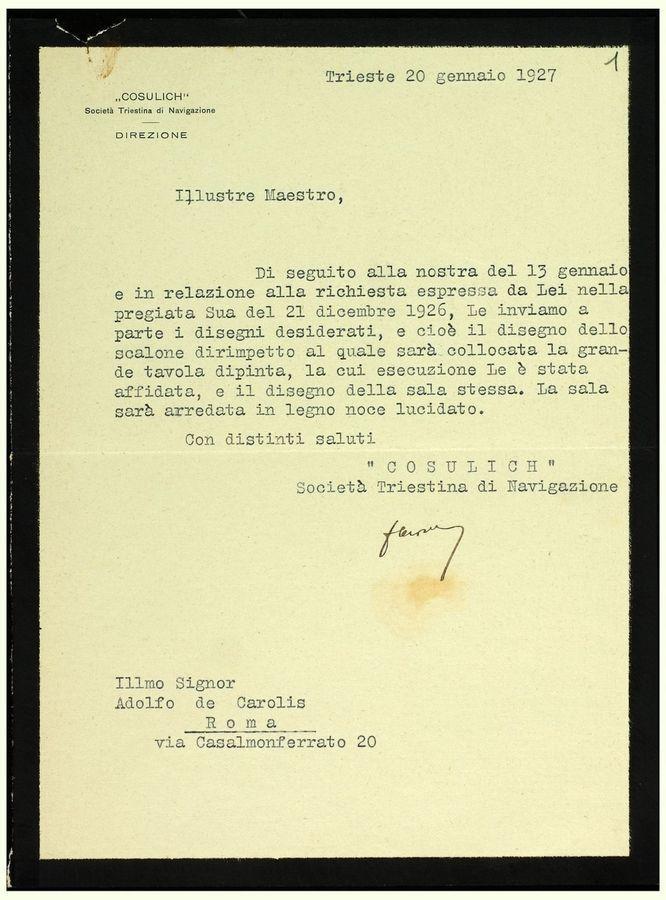 Trieste 20 gennaio 1927
1
„COSULICH"
Società Triestina di Navigazione
DIREZIONE
Illustre Maestro,
Di seguito alla nostra del 13 gennaio
e in relazione alla richiesta espressa da Lei nella
pregiata Sua del 21 dicembre 1926, Le inviamo a
parte i disegni desiderati, e cioè il disegno dello
scalone dirimpetto al quale sarà collocata la gran-
de tavola dipinta, la cui esecuzione Le è stata
affidata, e il disegno della sala stessa. La sala
sarà arredata in legno noce lucidato.
Con distinti saluti
" C O S U L I C H "
Società Triestina di Navigazione
Illmo Signor
Adolfo de Carolis
R o m a
via Casalmonferrato 20